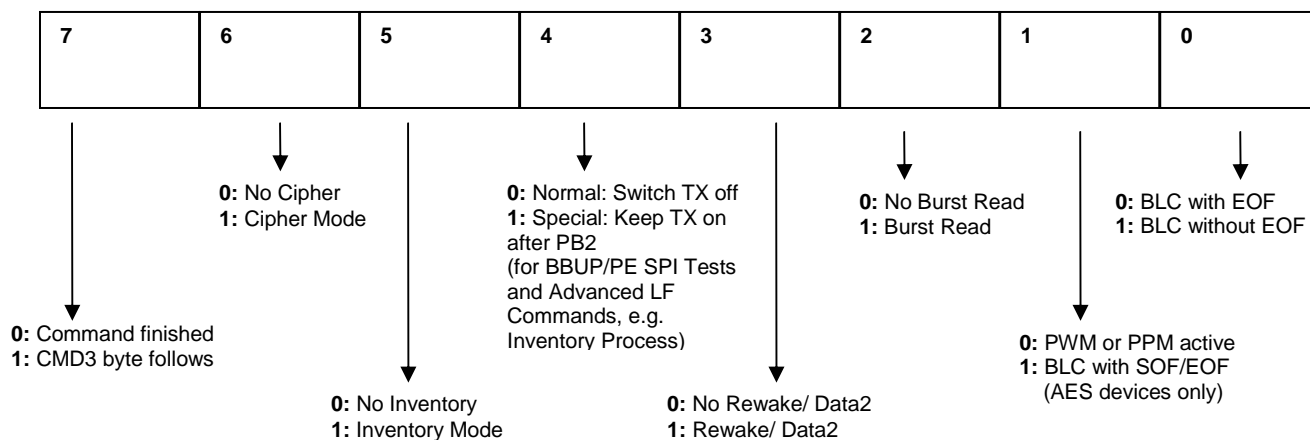 7 6 5 4 3 2 1 0
0: No Cipher
1: Cipher Mode
0: Normal: Switch TX off
1: Special: Keep TX on
after PB2
(for BBUP/PE SPI Tests
and Advanced LF
Commands, e.g.
Inventory Process)
0: No Burst Read
1: Burst Read
0: BLC with EOF
1: BLC without EOF
0: Command finished
1: CMD3 byte follows
0: PWM or PPM active
1: BLC with SOF/EOF
(AES devices only)
0: No Inventory
1: Inventory Mode
0: No Rewake/ Data2
1: Rewake/ Data2